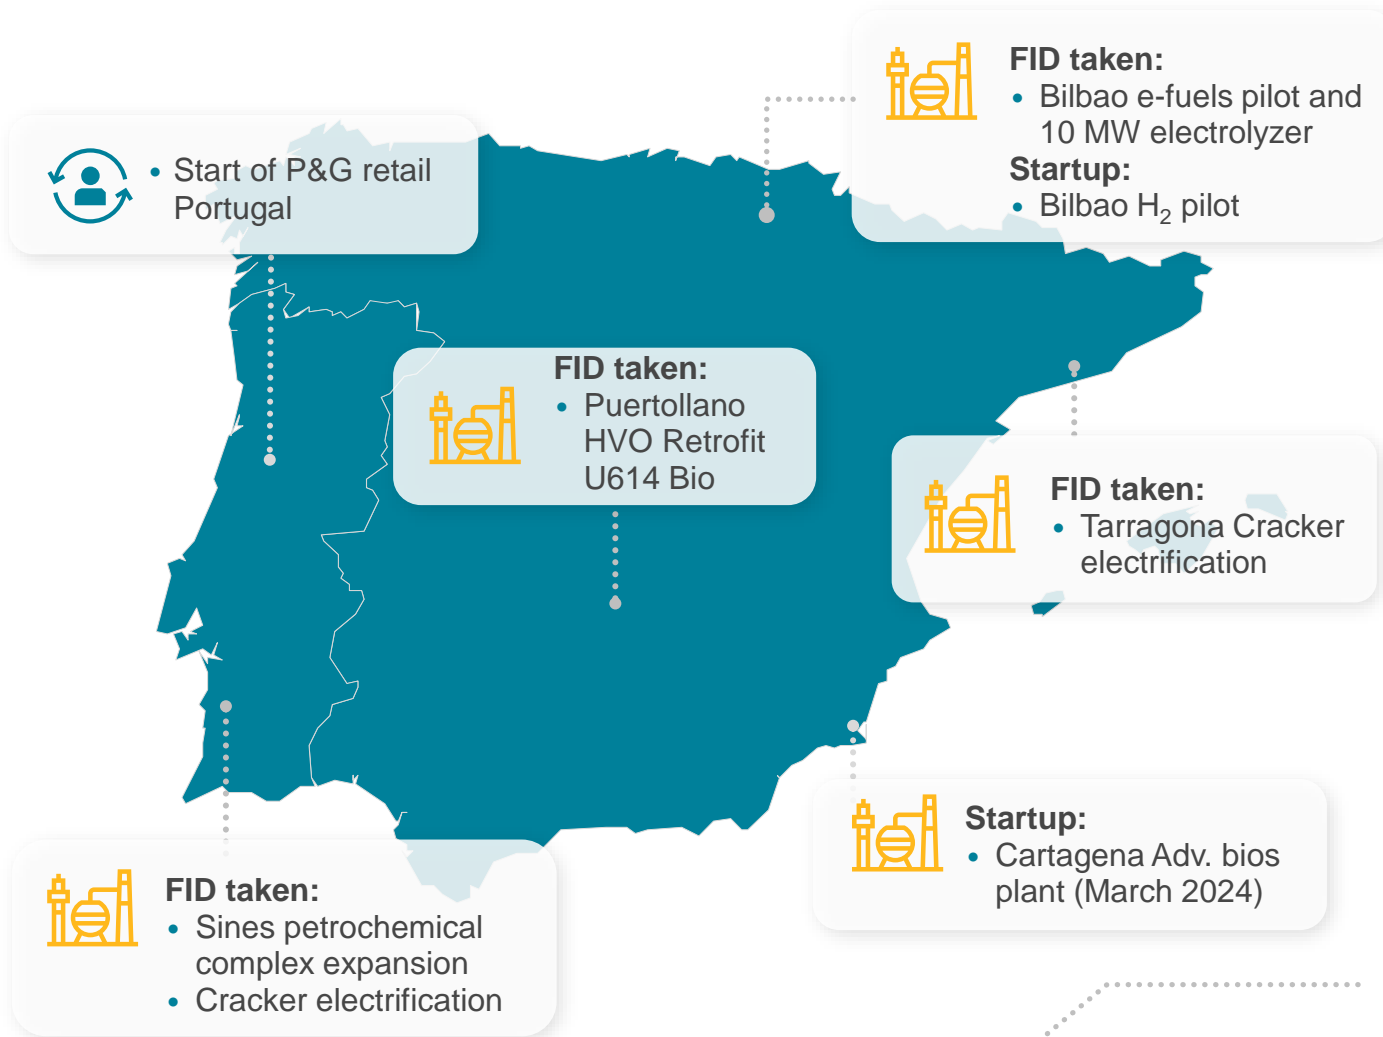 FID taken:
• Bilbao e-fuels pilot and
10 MW electrolyzer
Startup:
• Bilbao H₂ pilot
• Start of P&G retail
Portugal
FID taken:
• Puertollano
HVO Retrofit
U614 Bio
FID taken:
• Tarragona Cracker
electrification
Startup:
• Cartagena Adv. bios
plant (March 2024)
FID taken:
• Sines petrochemical
complex expansion
• Cracker electrification